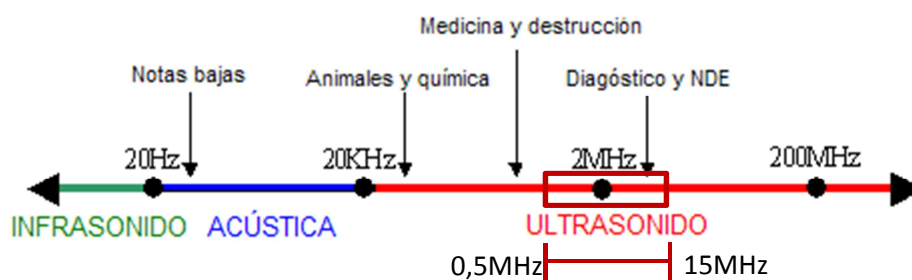 Medicina y destrucción
Notas bajas
Animales y química
Diagóstico y NDE
20Hz
20KHz
2MHz
200MHz
INFRASONIDO
ACÚSTICA
ULTRASONIDO
0,5MHz
15MHz